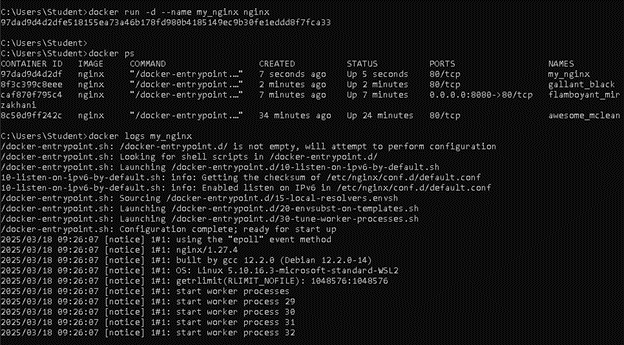 C:\Users\Student>docker run -d --name my_nginx nginx
97dad9d4d2dfe518155ea73a46b178fd980b4185149ec9b30fe1eddd8f7fca33

C:\Users\Student>
C:\Users\Student>docker ps
CONTAINER ID   IMAGE     COMMAND                  CREATED          STATUS          PORTS                  NAMES
97dad9d4d2df   nginx     "/docker-entrypoint.…"   7 seconds ago    Up 5 seconds    80/tcp                 my_nginx
8f3c399c8eee   nginx     "/docker-entrypoint.…"   2 minutes ago    Up 2 minutes    80/tcp                 gallant_black
caf870f795c4   nginx     "/docker-entrypoint.…"   7 minutes ago    Up 7 minutes    0.0.0.0:8080->80/tcp   flamboyant_mir
zakhani
8c50d9ff242c   nginx     "/docker-entrypoint.…"   34 minutes ago   Up 24 minutes   80/tcp                 awesome_mclean

C:\Users\Student>docker logs my_nginx
/docker-entrypoint.sh: /docker-entrypoint.d/ is not empty, will attempt to perform configuration
/docker-entrypoint.sh: Looking for shell scripts in /docker-entrypoint.d/
/docker-entrypoint.sh: Launching /docker-entrypoint.d/10-listen-on-ipv6-by-default.sh
10-listen-on-ipv6-by-default.sh: info: Getting the checksum of /etc/nginx/conf.d/default.conf
10-listen-on-ipv6-by-default.sh: info: Enabled listen on IPv6 in /etc/nginx/conf.d/default.conf
/docker-entrypoint.sh: Sourcing /docker-entrypoint.d/15-local-resolvers.envsh
/docker-entrypoint.sh: Launching /docker-entrypoint.d/20-envsubst-on-templates.sh
/docker-entrypoint.sh: Launching /docker-entrypoint.d/30-tune-worker-processes.sh
/docker-entrypoint.sh: Configuration complete; ready for start up
2025/03/18 09:26:07 [notice] 1#1: using the "epoll" event method
2025/03/18 09:26:07 [notice] 1#1: nginx/1.27.4
2025/03/18 09:26:07 [notice] 1#1: built by gcc 12.2.0 (Debian 12.2.0-14)
2025/03/18 09:26:07 [notice] 1#1: OS: Linux 5.10.16.3-microsoft-standard-WSL2
2025/03/18 09:26:07 [notice] 1#1: getrlimit(RLIMIT_NOFILE): 1048576:1048576
2025/03/18 09:26:07 [notice] 1#1: start worker processes
2025/03/18 09:26:07 [notice] 1#1: start worker process 29
2025/03/18 09:26:07 [notice] 1#1: start worker process 30
2025/03/18 09:26:07 [notice] 1#1: start worker process 31
2025/03/18 09:26:07 [notice] 1#1: start worker process 32